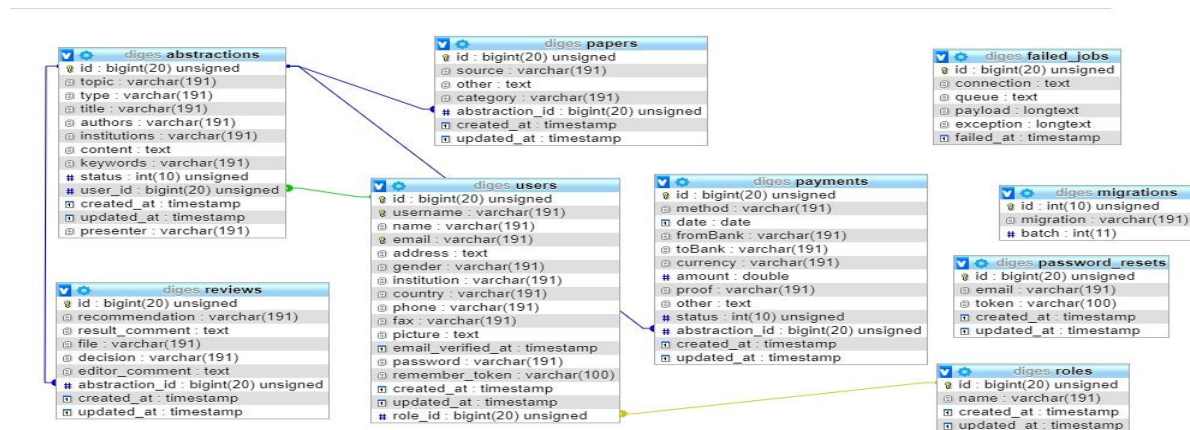 diges abstractions
id : bigint(20) unsigned
topic : varchar(191)
type : varchar(191)
title : varchar(191)
authors : varchar(191)
institutions : varchar(191)
content : text
keywords : varchar(191)
# status : int(10) unsigned
# user_id : bigint(20) unsigned
created_at : timestamp
updated_at : timestamp
presenter : varchar(191)
diges reviews
id : bigint(20) unsigned
recommendation : varchar(191)
result_comment : text
file : varchar(191)
decision : varchar(191)
editor_comment : text
# abstraction_id : bigint(20) unsigned
created_at : timestamp
updated_at : timestamp
diges papers
id : bigint(20) unsigned
source : varchar(191)
other : text
category : varchar(191)
# abstraction_id : bigint(20) unsigned
created_at : timestamp
updated_at : timestamp
diges users
id : bigint(20) unsigned
username : varchar(191)
name : varchar(191)
email : varchar(191)
address : text
gender : varchar(191)
institution : varchar(191)
country : varchar(191)
phone : varchar(191)
fax : varchar(191)
picture : text
email_verified_at : timestamp
password : varchar(191)
remember_token : varchar(100)
created_at : timestamp
updated_at : timestamp
# role_id : bigint(20) unsigned
diges payments
id : bigint(20) unsigned
method : varchar(191)
date : date
fromBank : varchar(191)
toBank : varchar(191)
currency : varchar(191)
# amount : double
proof : varchar(191)
other : text
# status : int(10) unsigned
# abstraction_id : bigint(20) unsigned
created_at : timestamp
updated_at : timestamp
diges failed_jobs
id : bigint(20) unsigned
connection : text
queue : text
payload : longtext
exception : longtext
failed_at : timestamp
diges migrations
id : int(10) unsigned
migration : varchar(191)
# batch : int(11)
diges password_resets
id : bigint(20) unsigned
email : varchar(191)
token : varchar(100)
created_at : timestamp
updated_at : timestamp
diges roles
id : bigint(20) unsigned
name : varchar(191)
created_at : timestamp
updated_at : timestamp